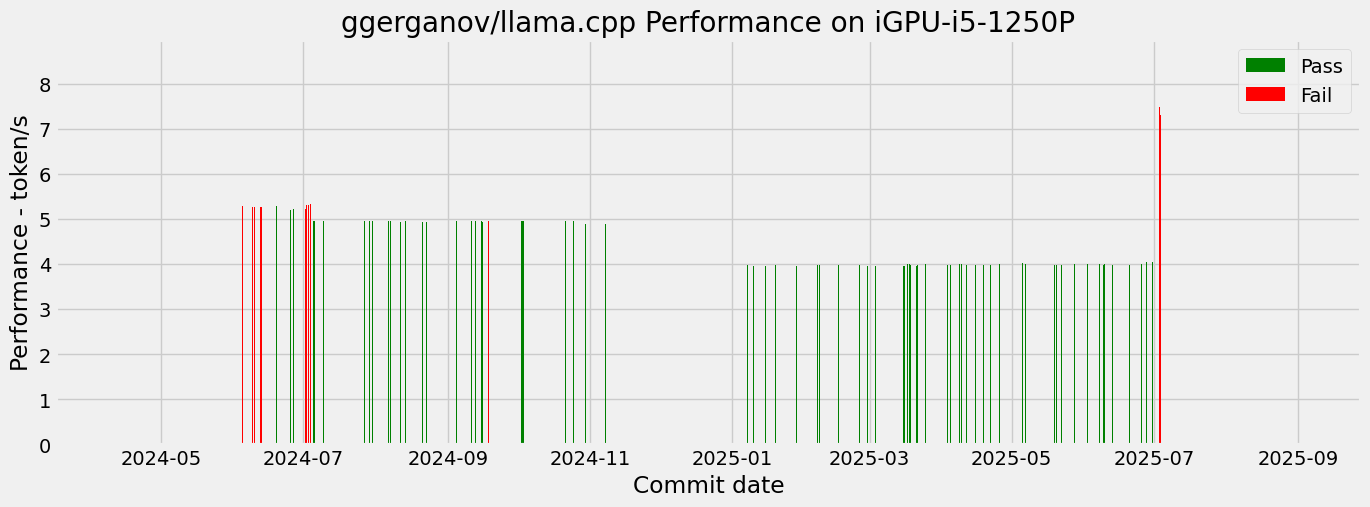 ggerganov/llama.cpp Performance on iGPU-i5-1250P
Performance - token/s
8
7
6
5
4
3
2
1
0
Pass
Fail
2024-05 2024-07 2024-09 2024-11 2025-01 2025-03 2025-05 2025-07 2025-09
Commit date